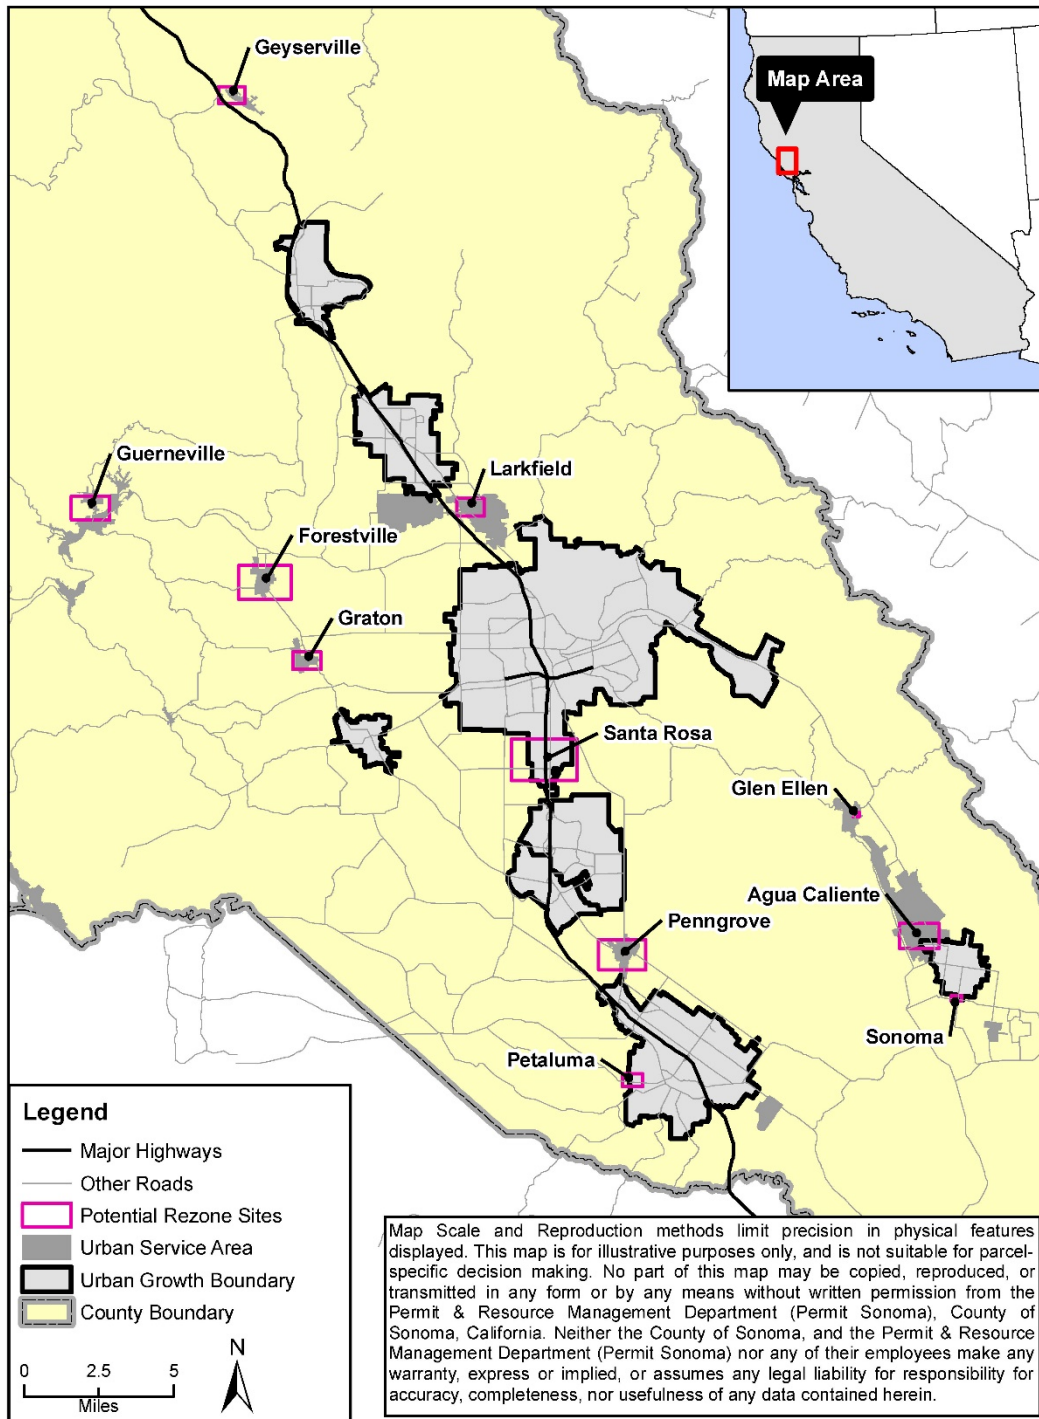 Geyserville
Map Area
Guerneville
Larkfield
Forestville
Graton
Santa Rosa
Glen Ellen
Agua Caliente
Penngrove
Sonoma
Petaluma
Legend
Major Highways
Other Roads
Potential Rezone Sites
Urban Service Area
Urban Growth Boundary
County Boundary
N
0 2.5 5
Miles
Map Scale and Reproduction methods limit precision in physical features
displayed. This map is for illustrative purposes only, and is not suitable for parcel-
specific decision making. No part of this map may be copied, reproduced, or
transmitted in any form or by any means without written permission from the
Permit & Resource Management Department (Permit Sonoma), County of
Sonoma, California. Neither the County of Sonoma, and the Permit & Resource
Management Department (Permit Sonoma) nor any of their employees make any
warranty, express or implied, or assumes any legal liability for responsibility for
accuracy, completeness, nor usefulness of any data contained herein.